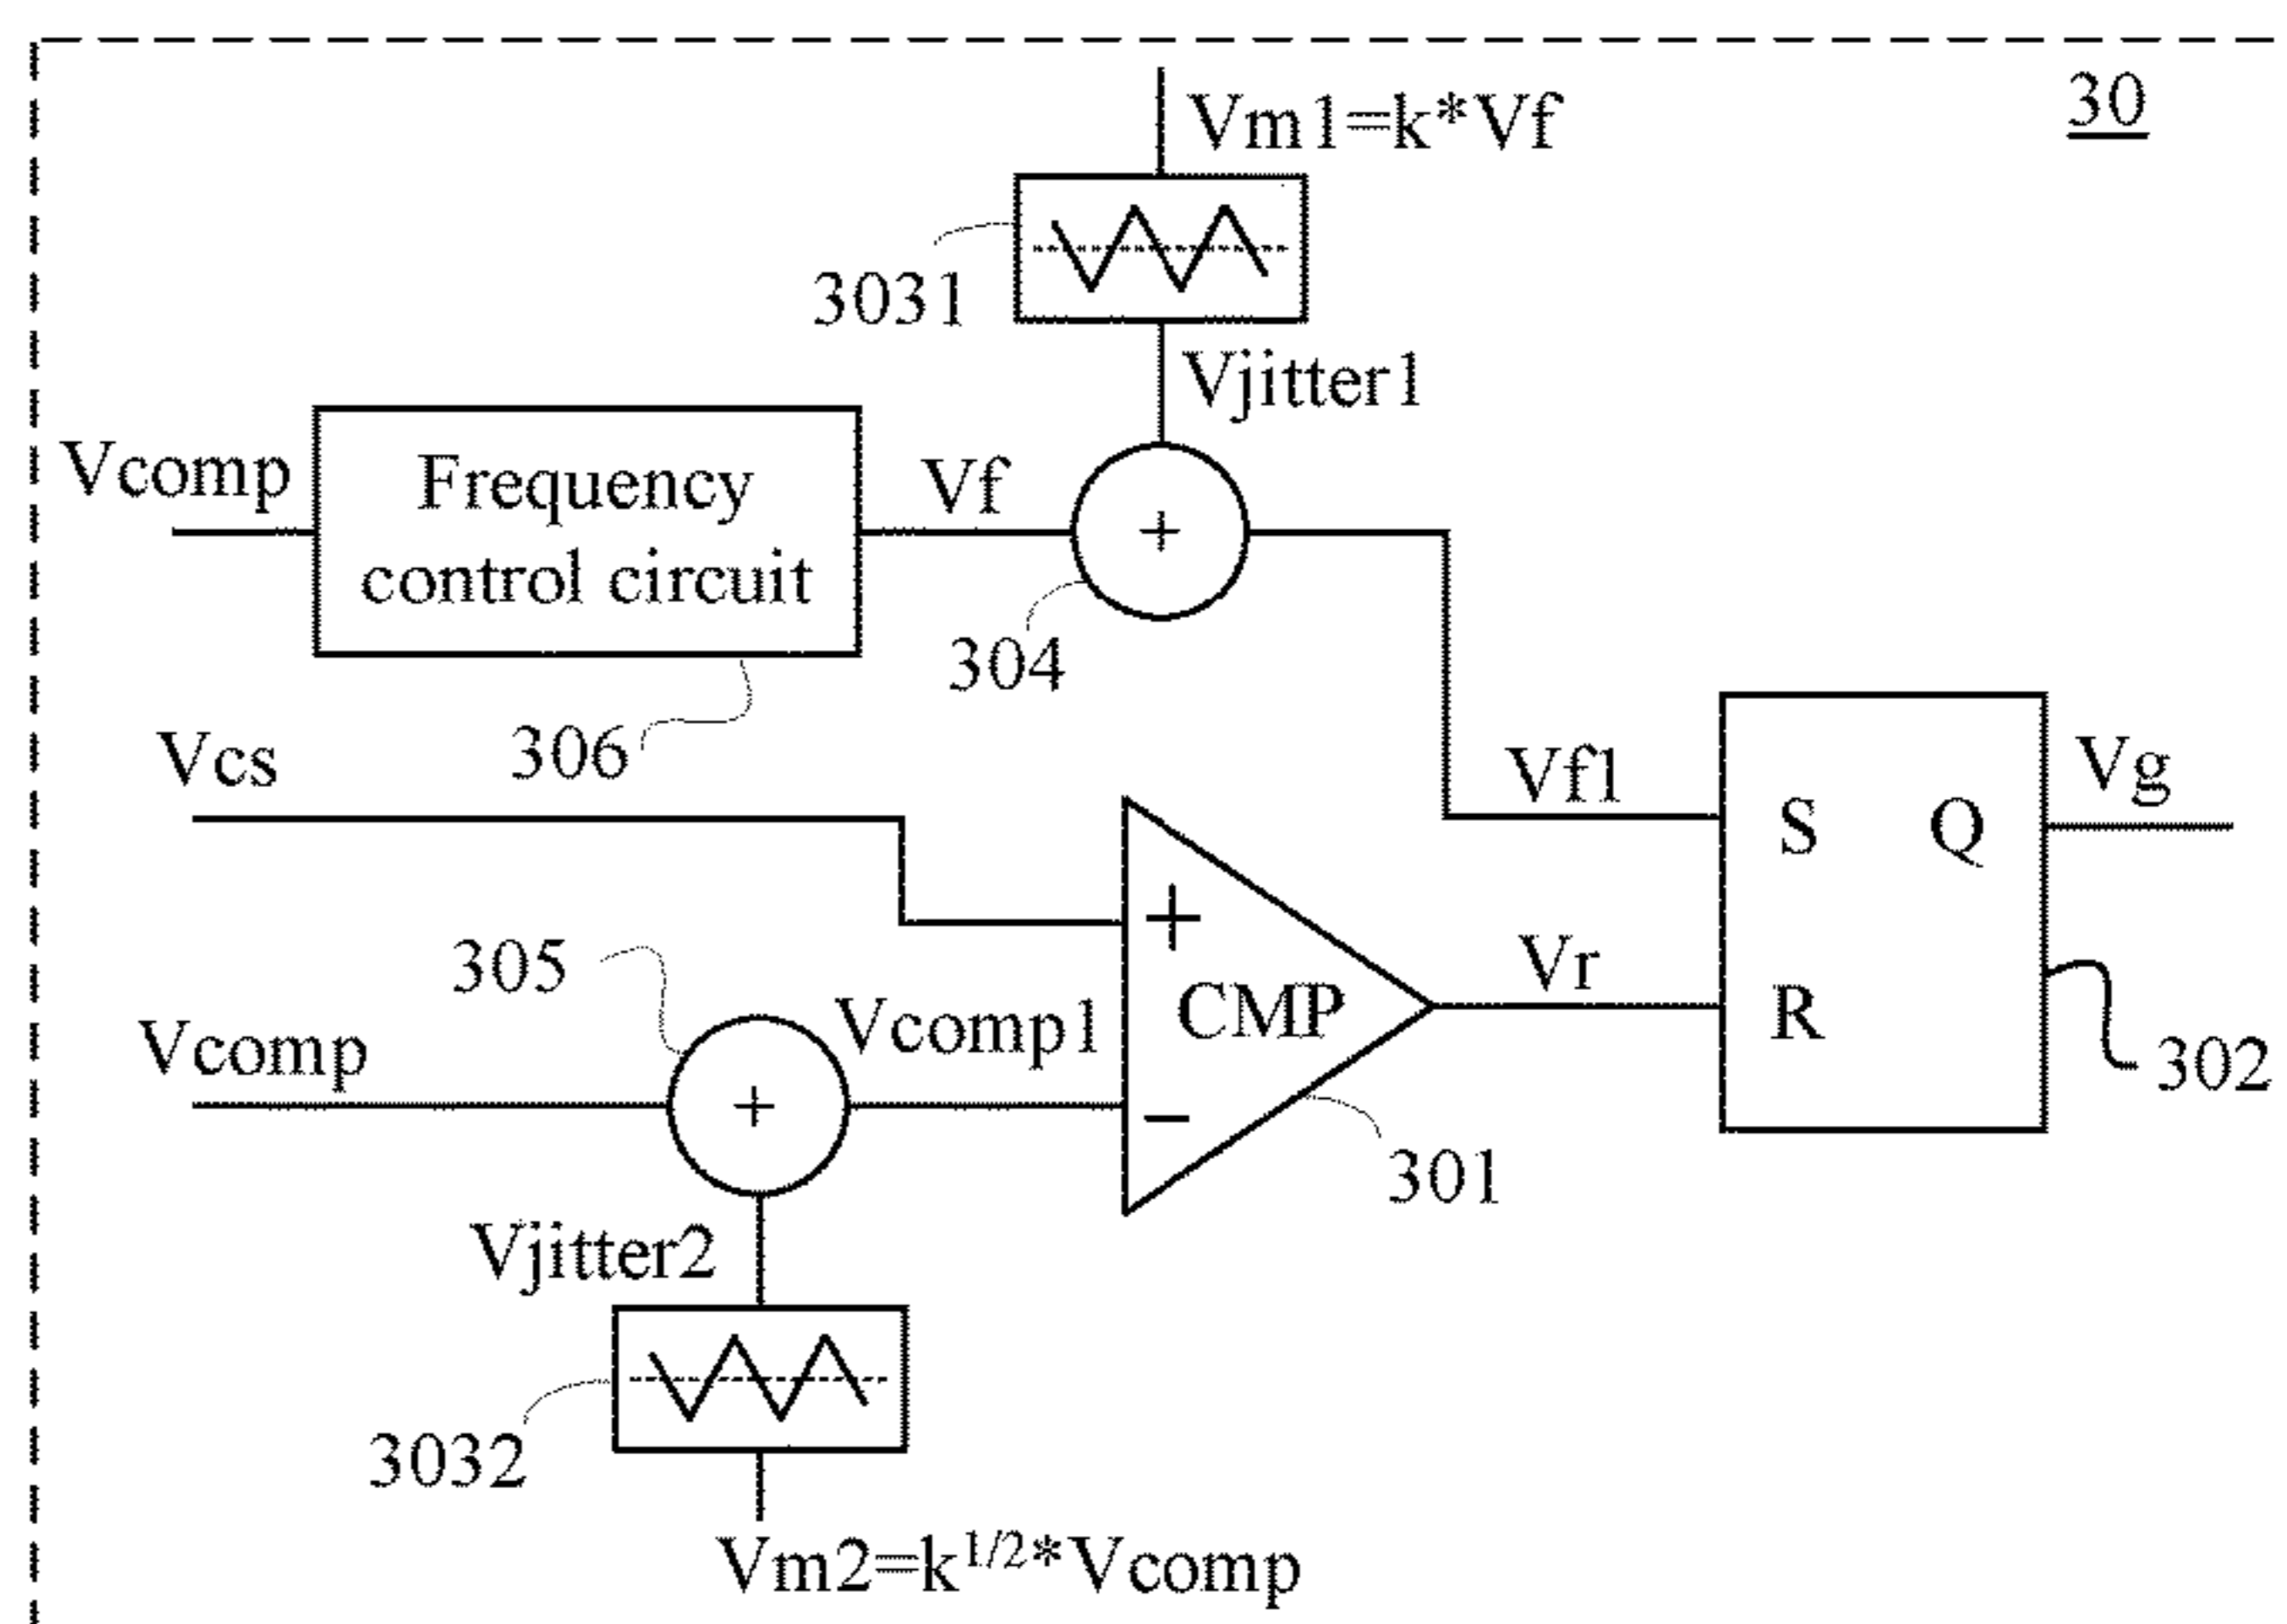 30
Vm1=k*Vf
3031
Vjitter1
Vcomp
Frequency
control circuit
Vf
+
304
306
Vcs
Vf1
S
Q
Vg
+
CMP
−
Vr
R
302
305
Vcomp
+
Vcomp1
301
Vjitter2
3032
Vm2=k^1/2*Vcomp